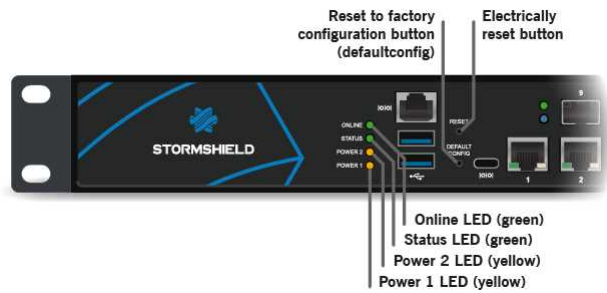 Reset to factory
configuration button
(defaultconfig)
Electrically
reset button
9
RESET
ONLINE
STATUS
POWER 2
POWER 1
STORMSHIELD
DEFAULT
CONFIG
1
2
Online LED (green)
Status LED (green)
Power 2 LED (yellow)
Power 1 LED (yellow)